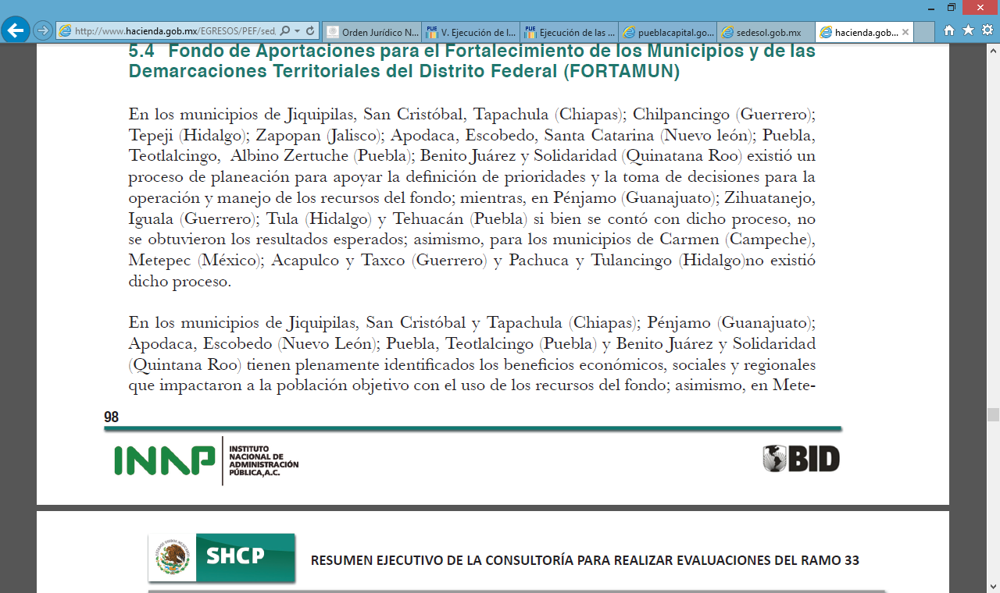 http://www.hacienda.gob.mx/EGRESOS/PEF/sed
Orden Jurídico N...
V. Ejecución de l...
Ejecución de las ...
pueblacapital.go...
sedesol.gob.mx
hacienda.gob...
5.4 Fondo de Aportaciones para el Fortalecimiento de los Municipios y de las
Demarcaciones Territoriales del Distrito Federal (FORTAMUN)
En los municipios de Jiquipilas, San Cristóbal, Tapachula (Chiapas); Chilpancingo (Guerrero);
Tepeji (Hidalgo); Zapopan (Jalisco); Apodaca, Escobedo, Santa Catarina (Nuevo león); Puebla,
Teotlalcingo, Albino Zertuche (Puebla); Benito Juárez y Solidaridad (Quinatana Roo) existió un
proceso de planeación para apoyar la definición de prioridades y la toma de decisiones para la
operación y manejo de los recursos del fondo; mientras, en Pénjamo (Guanajuato); Zihuatanejo,
Iguala (Guerrero); Tula (Hidalgo) y Tehuacán (Puebla) si bien se contó con dicho proceso, no
se obtuvieron los resultados esperados; asimismo, para los municipios de Carmen (Campeche),
Metepec (México); Acapulco y Taxco (Guerrero) y Pachuca y Tulancingo (Hidalgo)no existió
dicho proceso.
En los municipios de Jiquipilas, San Cristóbal y Tapachula (Chiapas); Pénjamo (Guanajuato);
Apodaca, Escobedo (Nuevo León); Puebla, Teotlalcingo (Puebla) y Benito Juárez y Solidaridad
(Quintana Roo) tienen plenamente identificados los beneficios económicos, sociales y regionales
que impactaron a la población objetivo con el uso de los recursos del fondo; asimismo, en Mete-
98
INAP
INSTITUTO
NACIONAL DE
ADMINISTRACIÓN
PÚBLICA,A.C.
BID
SHCP
RESUMEN EJECUTIVO DE LA CONSULTORÍA PARA REALIZAR EVALUACIONES DEL RAMO 33